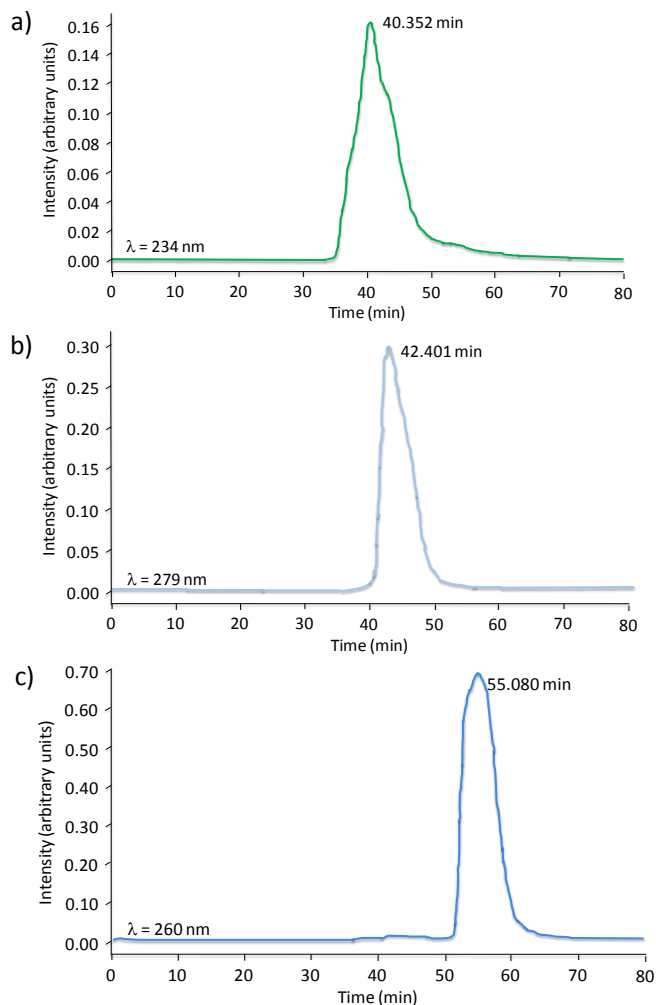 a)
Intensity (arbitrary units)
0.16
0.14
0.12
0.10
0.08
0.06
0.04
0.02
0.00
40.352 min
λ = 234 nm
0 10 20 30 40 50 60 70 80
Time (min)
b)
Intensity (arbitrary units)
0.30
0.25
0.20
0.15
0.10
0.05
0.00
42.401 min
λ = 279 nm
0 10 20 30 40 50 60 70 80
Time (min)
c)
Intensity (arbitrary units)
0.70
0.60
0.50
0.40
0.30
0.20
0.10
0.00
55.080 min
λ = 260 nm
0 10 20 30 40 50 60 70 80
Time (min)